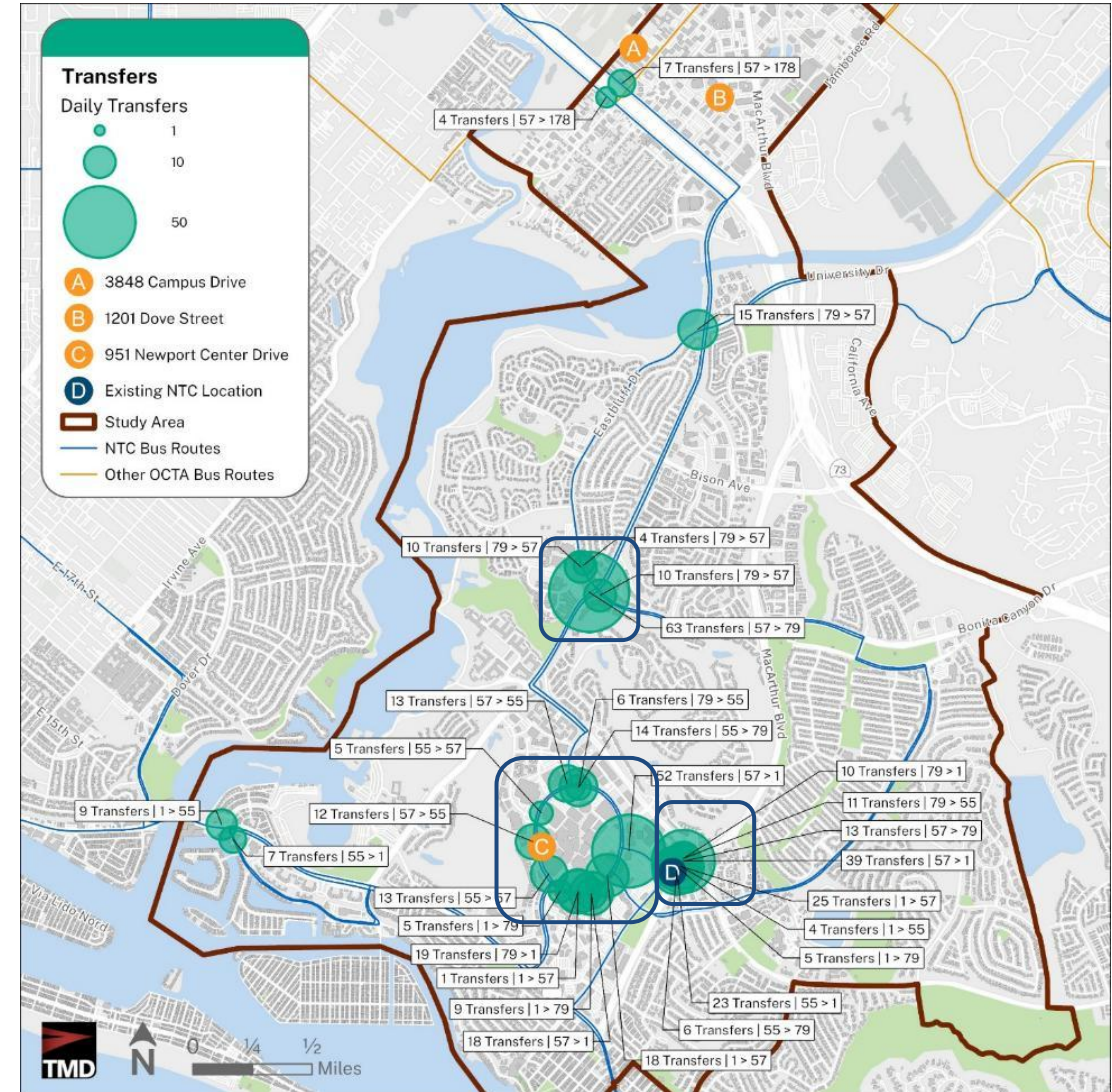 Transfers
Daily Transfers
1
10
50
A 3848 Campus Drive
B 1201 Dove Street
C 951 Newport Center Drive
D Existing NTC Location
Study Area
NTC Bus Routes
Other OCTA Bus Routes
A
7 Transfers | 57 > 178
B
4 Transfers | 57 > 178
MacArthur Blvd
Jamboree Rd
University Dr
15 Transfers | 79 > 57
California Ave
Eastbluff Dr
73
Bison Ave
Irvine Ave
E 17th St
10 Transfers | 79 > 57
4 Transfers | 79 > 57
10 Transfers | 79 > 57
63 Transfers | 57 > 79
Bonita Canyon Dr
MacArthur Blvd
Dover Dr
E 15th St
13 Transfers | 57 > 55
6 Transfers | 79 > 55
14 Transfers | 55 > 79
5 Transfers | 55 > 57
52 Transfers | 57 > 1
10 Transfers | 79 > 1
9 Transfers | 1 > 55
12 Transfers | 57 > 55
11 Transfers | 79 > 55
13 Transfers | 57 > 79
7 Transfers | 55 > 1
C
39 Transfers | 57 > 1
D
13 Transfers | 55 > 57
25 Transfers | 1 > 57
Via Lido Nord
5 Transfers | 1 > 79
4 Transfers | 1 > 55
19 Transfers | 79 > 1
5 Transfers | 1 > 79
1 Transfers | 1 > 57
9 Transfers | 1 > 79
23 Transfers | 55 > 1
6 Transfers | 55 > 79
18 Transfers | 57 > 1
18 Transfers | 1 > 57
TMD
N
0 ¼ ½
Miles